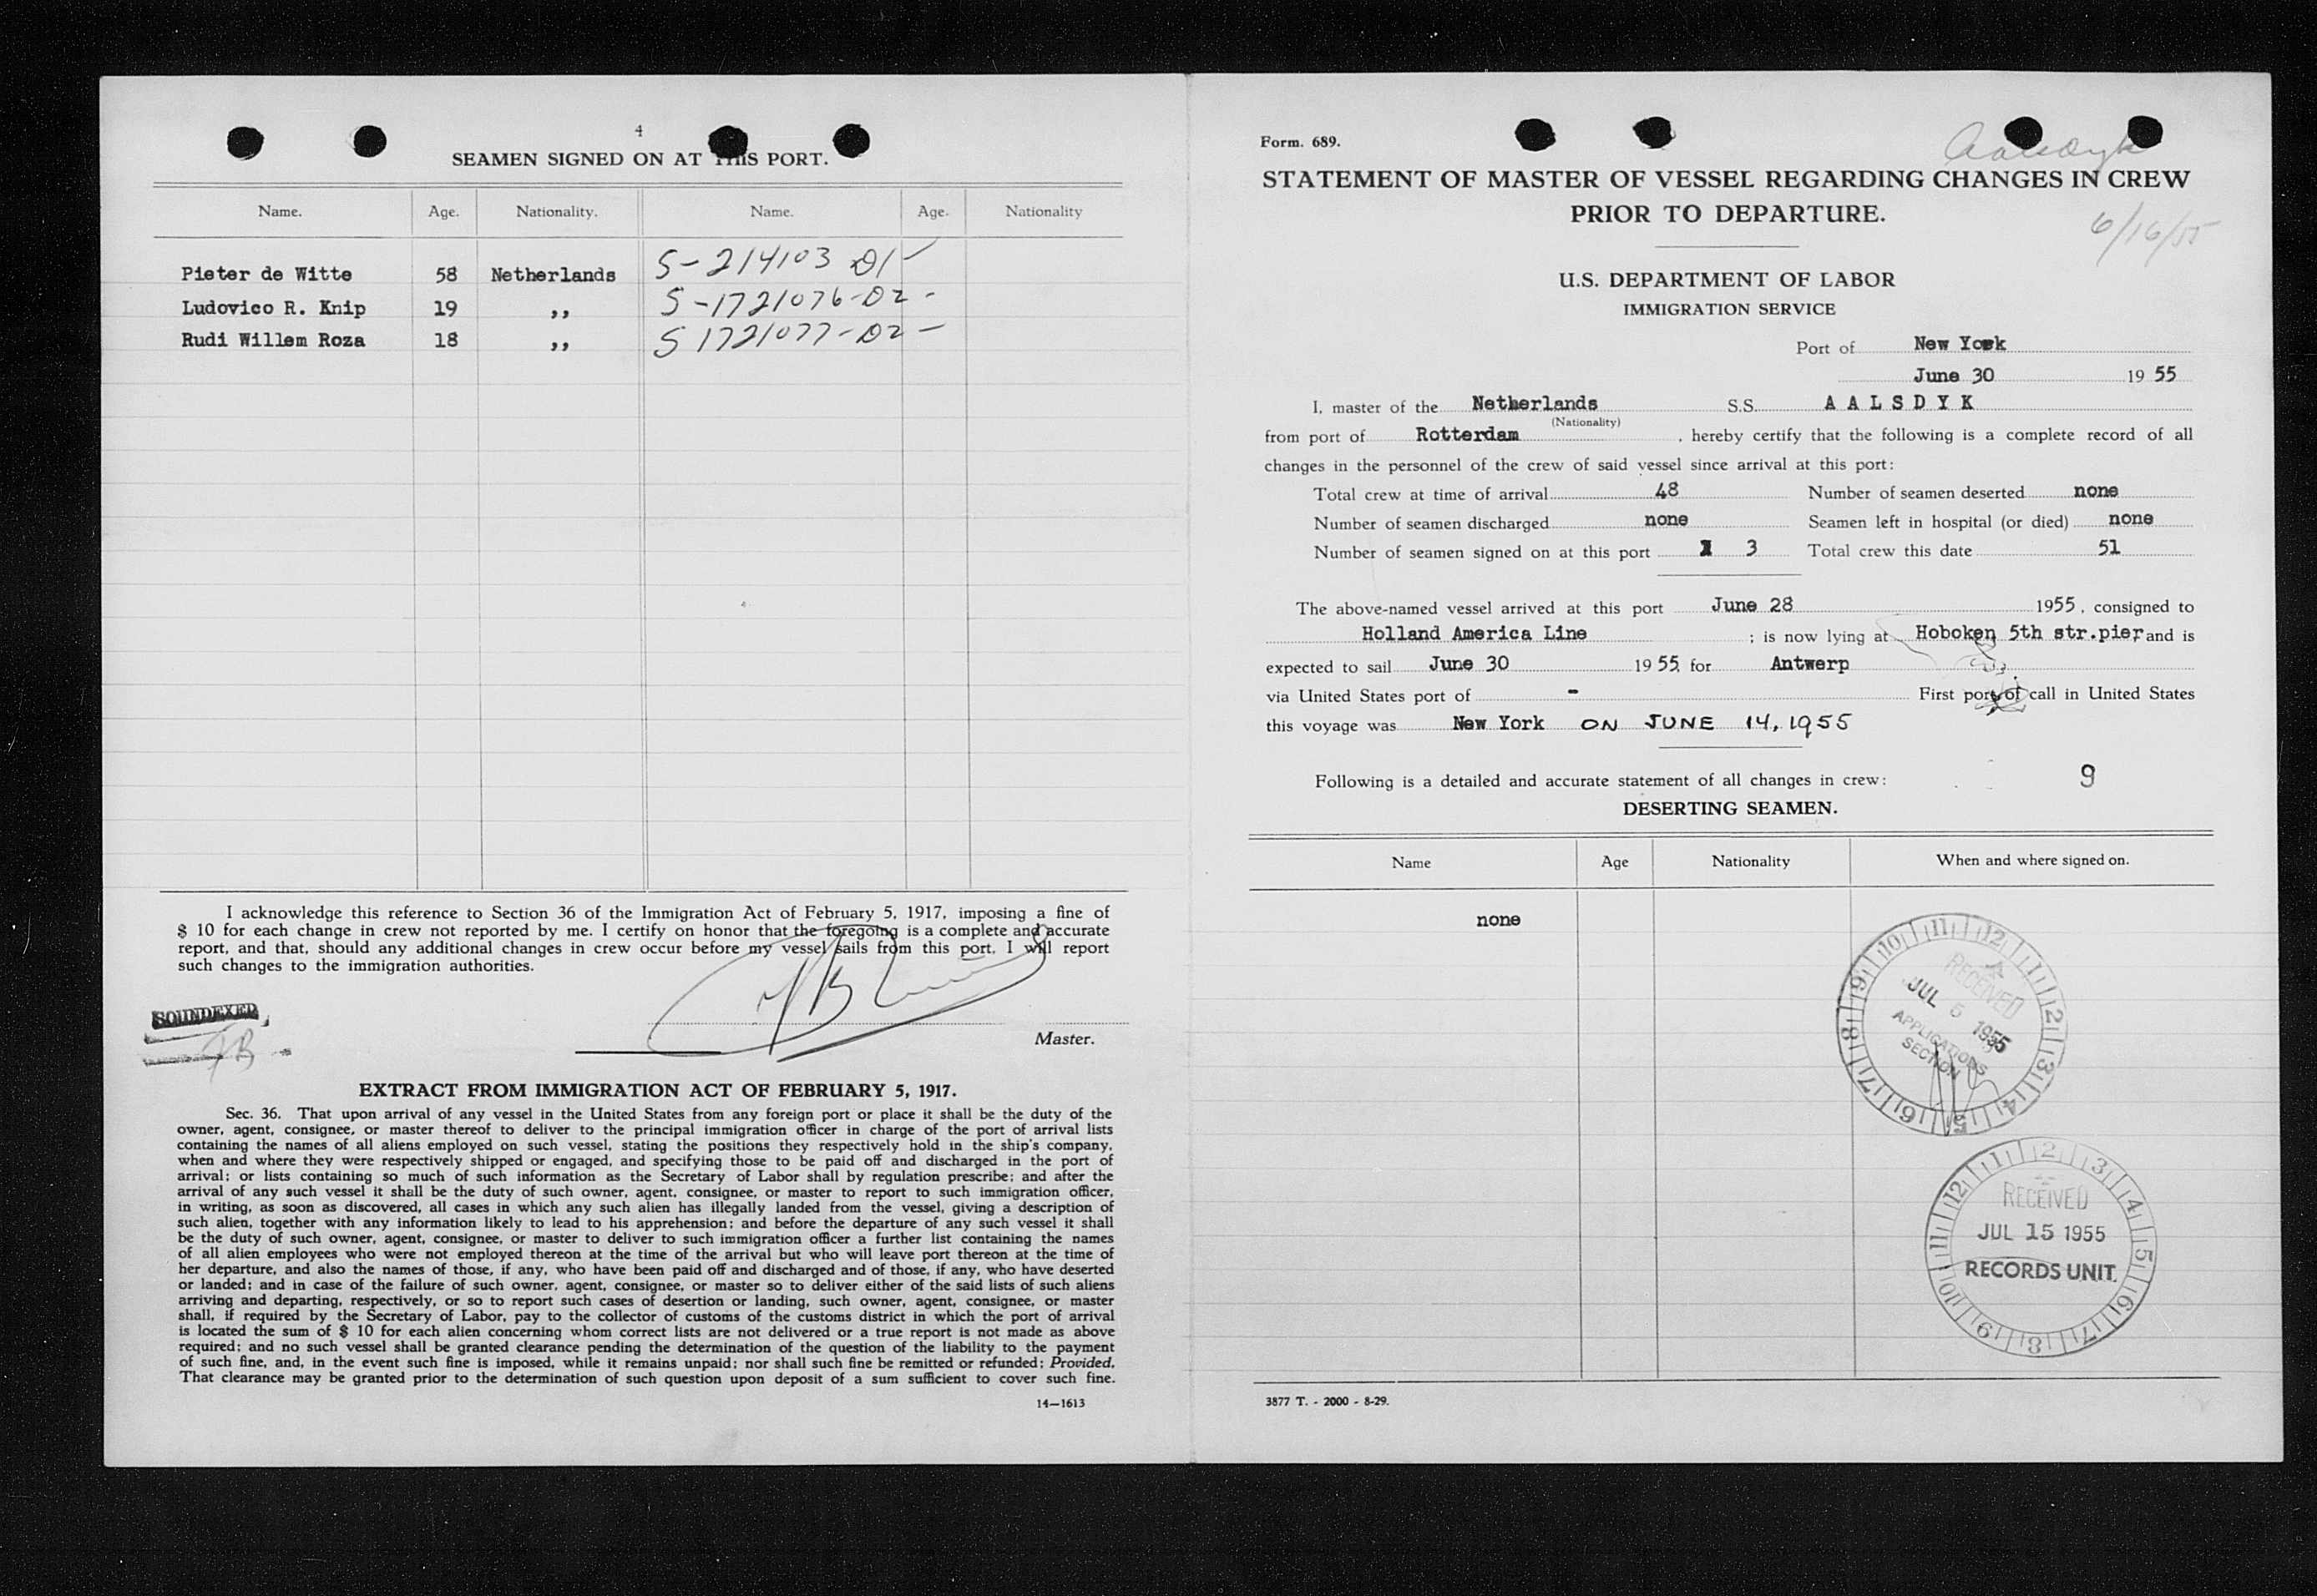 4
SEAMEN SIGNED ON AT THIS PORT.
Name. Age. Nationality. Name. Age. Nationality
Pieter de Witte 58 Netherlands S-214103 D1-
Ludovico R. Knip 19 ,, S-1721076-D2-
Rudi Willem Roza 18 ,, S 1721077-D2-
I acknowledge this reference to Section 36 of the Immigration Act of February 5, 1917, imposing a fine of
$ 10 for each change in crew not reported by me. I certify on honor that the foregoing is a complete and accurate
report, and that, should any additional changes in crew occur before my vessel sails from this port, I will report
such changes to the immigration authorities.
SOUNDEXED
Master.
EXTRACT FROM IMMIGRATION ACT OF FEBRUARY 5, 1917.
Sec. 36. That upon arrival of any vessel in the United States from any foreign port or place it shall be the duty of the
owner, agent, consignee, or master thereof to deliver to the principal immigration officer in charge of the port of arrival lists
containing the names of all aliens employed on such vessel, stating the positions they respectively hold in the ship's company,
when and where they were respectively shipped or engaged, and specifying those to be paid off and discharged in the port of
arrival; or lists containing so much of such information as the Secretary of Labor shall by regulation prescribe; and after the
arrival of any such vessel it shall be the duty of such owner, agent, consignee, or master to report to such immigration officer,
in writing, as soon as discovered, all cases in which any such alien has illegally landed from the vessel, giving a description of
such alien, together with any information likely to lead to his apprehension; and before the departure of any such vessel it shall
be the duty of such owner, agent, consignee, or master to deliver to such immigration officer a further list containing the names
of all alien employees who were not employed thereon at the time of the arrival but who will leave port thereon at the time of
her departure, and also the names of those, if any, who have been paid off and discharged and of those, if any, who have deserted
or landed; and in case of the failure of such owner, agent, consignee, or master so to deliver either of the said lists of such aliens
arriving and departing, respectively, or so to report such cases of desertion or landing, such owner, agent, consignee, or master
shall, if required by the Secretary of Labor, pay to the collector of customs of the customs district in which the port of arrival
is located the sum of $ 10 for each alien concerning whom correct lists are not delivered or a true report is not made as above
required; and no such vessel shall be granted clearance pending the determination of the question of the liability to the payment
of such fine, and, in the event such fine is imposed, while it remains unpaid; nor shall such fine be remitted or refunded; Provided,
That clearance may be granted prior to the determination of such question upon deposit of a sum sufficient to cover such fine.
14—1613
Form. 689.
Aalsdyk
STATEMENT OF MASTER OF VESSEL REGARDING CHANGES IN CREW
PRIOR TO DEPARTURE.
6/16/55
U.S. DEPARTMENT OF LABOR
IMMIGRATION SERVICE
Port of New York
June 30 19 55
I, master of the Netherlands S.S. A A L S D Y K
(Nationality)
from port of Rotterdam , hereby certify that the following is a complete record of all
changes in the personnel of the crew of said vessel since arrival at this port:
Total crew at time of arrival 48 Number of seamen deserted none
Number of seamen discharged none Seamen left in hospital (or died) none
Number of seamen signed on at this port 3 Total crew this date 51
The above-named vessel arrived at this port June 28 1955, consigned to
Holland America Line ; is now lying at Hoboken 5th str.pier, and is
expected to sail June 30 19 55, for Antwerp
via United States port of - First port of call in United States
this voyage was New York ON JUNE 14, 1955
Following is a detailed and accurate statement of all changes in crew: 9
DESERTING SEAMEN.
Name Age Nationality When and where signed on.
none
RECEIVED
JUL 5 1955
APPLICATIONS
SECTION
RECEIVED
JUL 15 1955
RECORDS UNIT.
3877 T. - 2000 - 8-29.